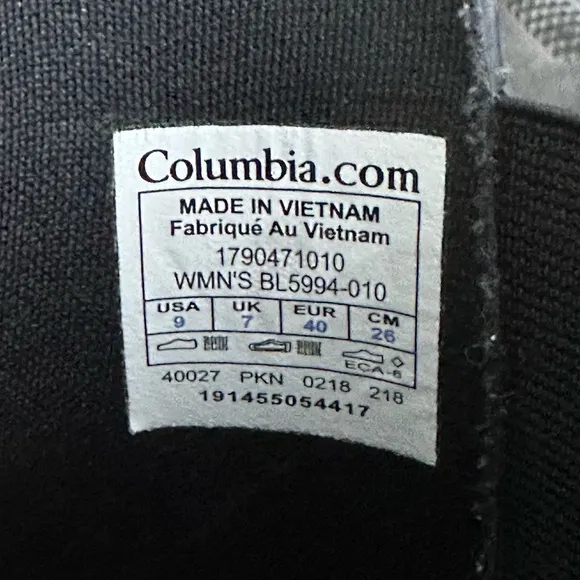 Columbia.com
MADE IN VIETNAM
Fabriqué Au Vietnam
1790471010
WMN'S BL5994-010
USA UK EUR CM
9 7 40 26
ECA-6
40027 PKN 0218 218
191455054417